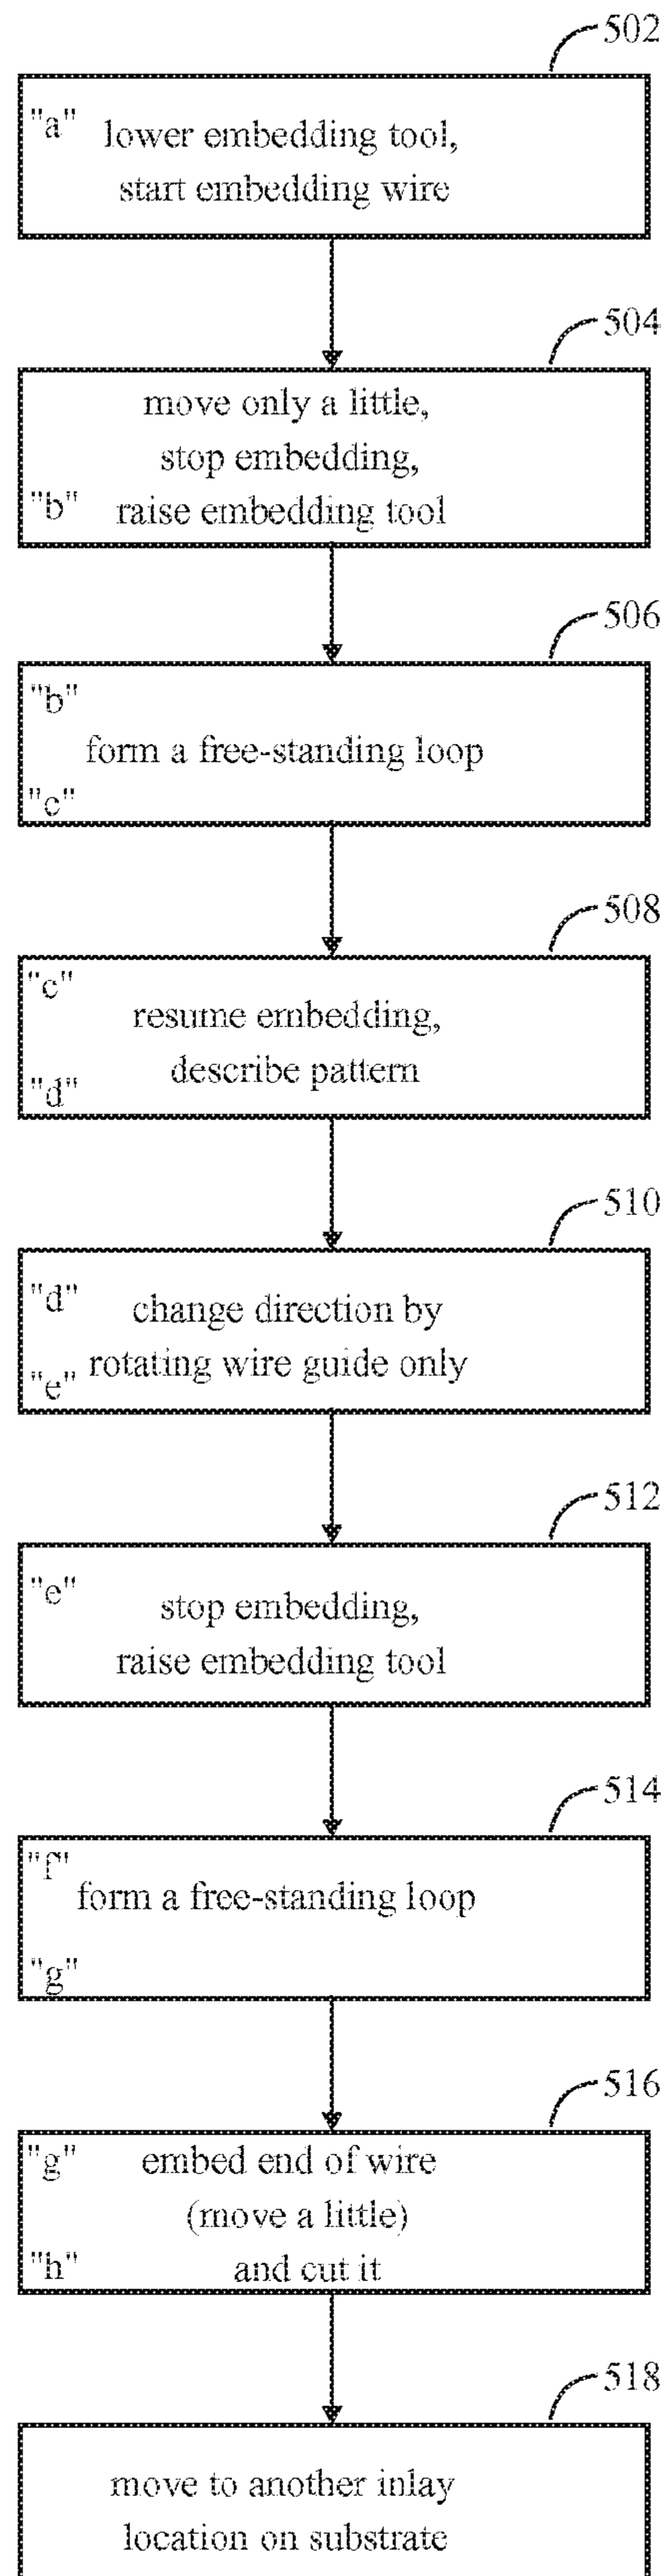 502
"a" lower embedding tool,
start embedding wire
504
move only a little,
stop embedding,
"b" raise embedding tool
506
"b"
form a free-standing loop
"c"
508
"c"
resume embedding,
describe pattern
"d"
510
"d" change direction by
rotating wire guide only
"e"
512
"e"
stop embedding,
raise embedding tool
514
"f"
form a free-standing loop
"g"
516
"g" embed end of wire
(move a little)
"h" and cut it
518
move to another inlay
location on substrate